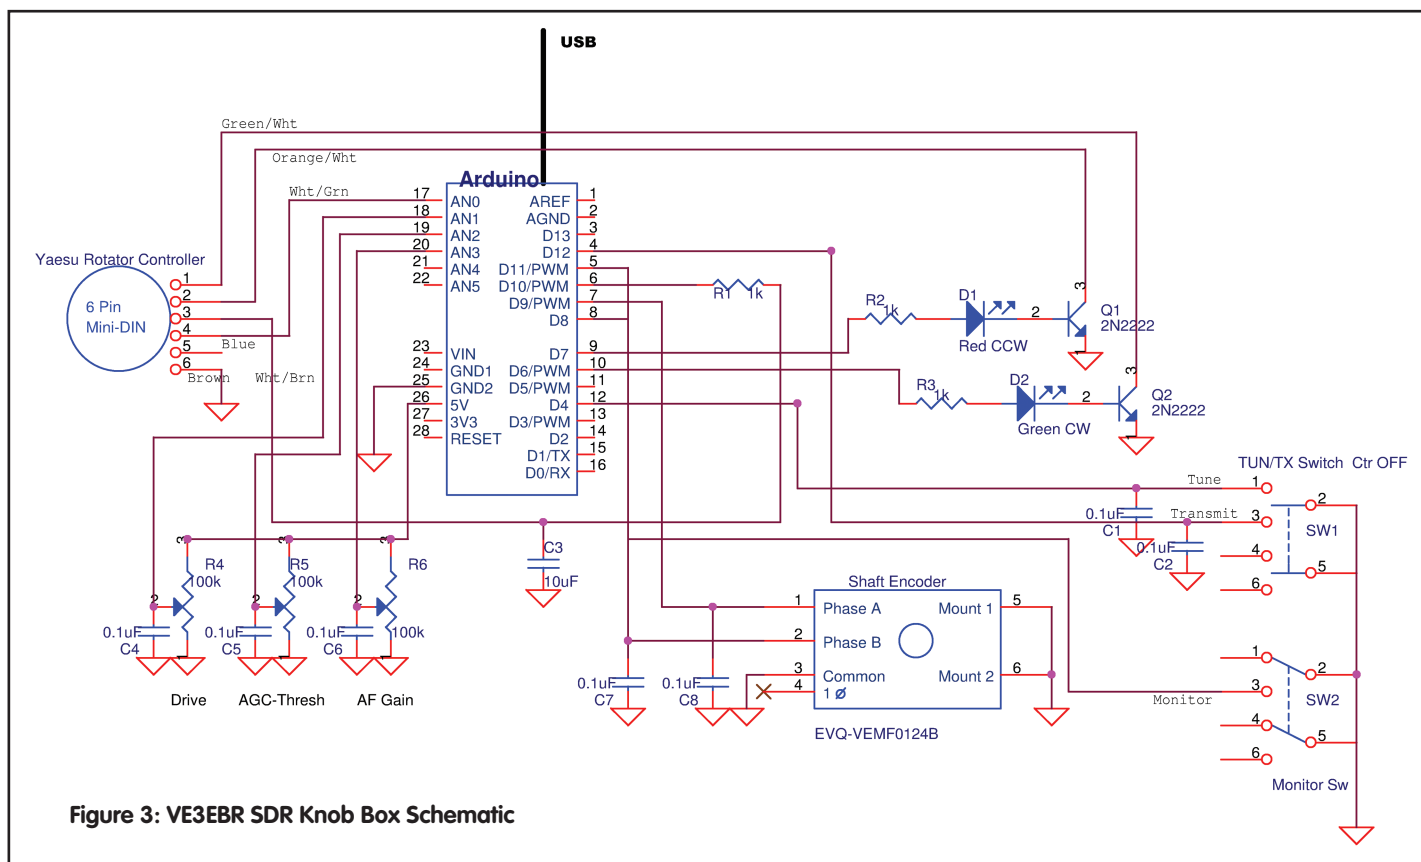 USB
Green/Wht
Orange/Wht
Wht/Grn
Arduino
17 AN0 AREF 1
18 AN1 AGND 2
19 AN2 D13 3
20 AN3 D12 4
21 AN4 D11/PWM 5
22 AN5 D10/PWM 6
D9/PWM 7
D8 8
23 VIN D7 9
24 GND1 D6/PWM 10
25 GND2 D5/PWM 11
26 5V D4 12
27 3V3 D3/PWM 13
28 RESET D2 14
D1/TX 15
D0/RX 16
Yaesu Rotator Controller
6 Pin
Mini-DIN
1
2
3
4
5
6
Blue
Brown Wht/Brn
R1 1k
R2 1k
D1
Red CCW
2
3
1
Q1
2N2222
R3 1k
D2
Green CW
2
3
1
Q2
2N2222
TUN/TX Switch Ctr OFF
Tune
Transmit
1
2
3
4
5
6
SW1
0.1uF
C1
0.1uF
C2
C3
10uF
3
R4
100k
2
1
0.1uF
C4
Drive
3
R5
100k
2
1
0.1uF
C5
AGC-Thresh
3
R6
100k
2
1
0.1uF
C6
AF Gain
0.1uF
C7
0.1uF
C8
Shaft Encoder
1 Phase A Mount 1 5
2 Phase B
3 Common Mount 2 6
4 1 Ø
EVQ-VEMF0124B
Monitor
1
2
3
4
5
6
SW2
Monitor Sw
Figure 3: VE3EBR SDR Knob Box Schematic